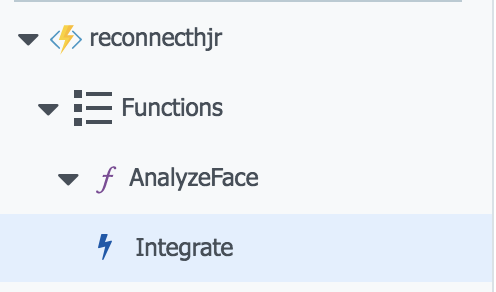 reconnecthjr
Functions
AnalyzeFace
Integrate